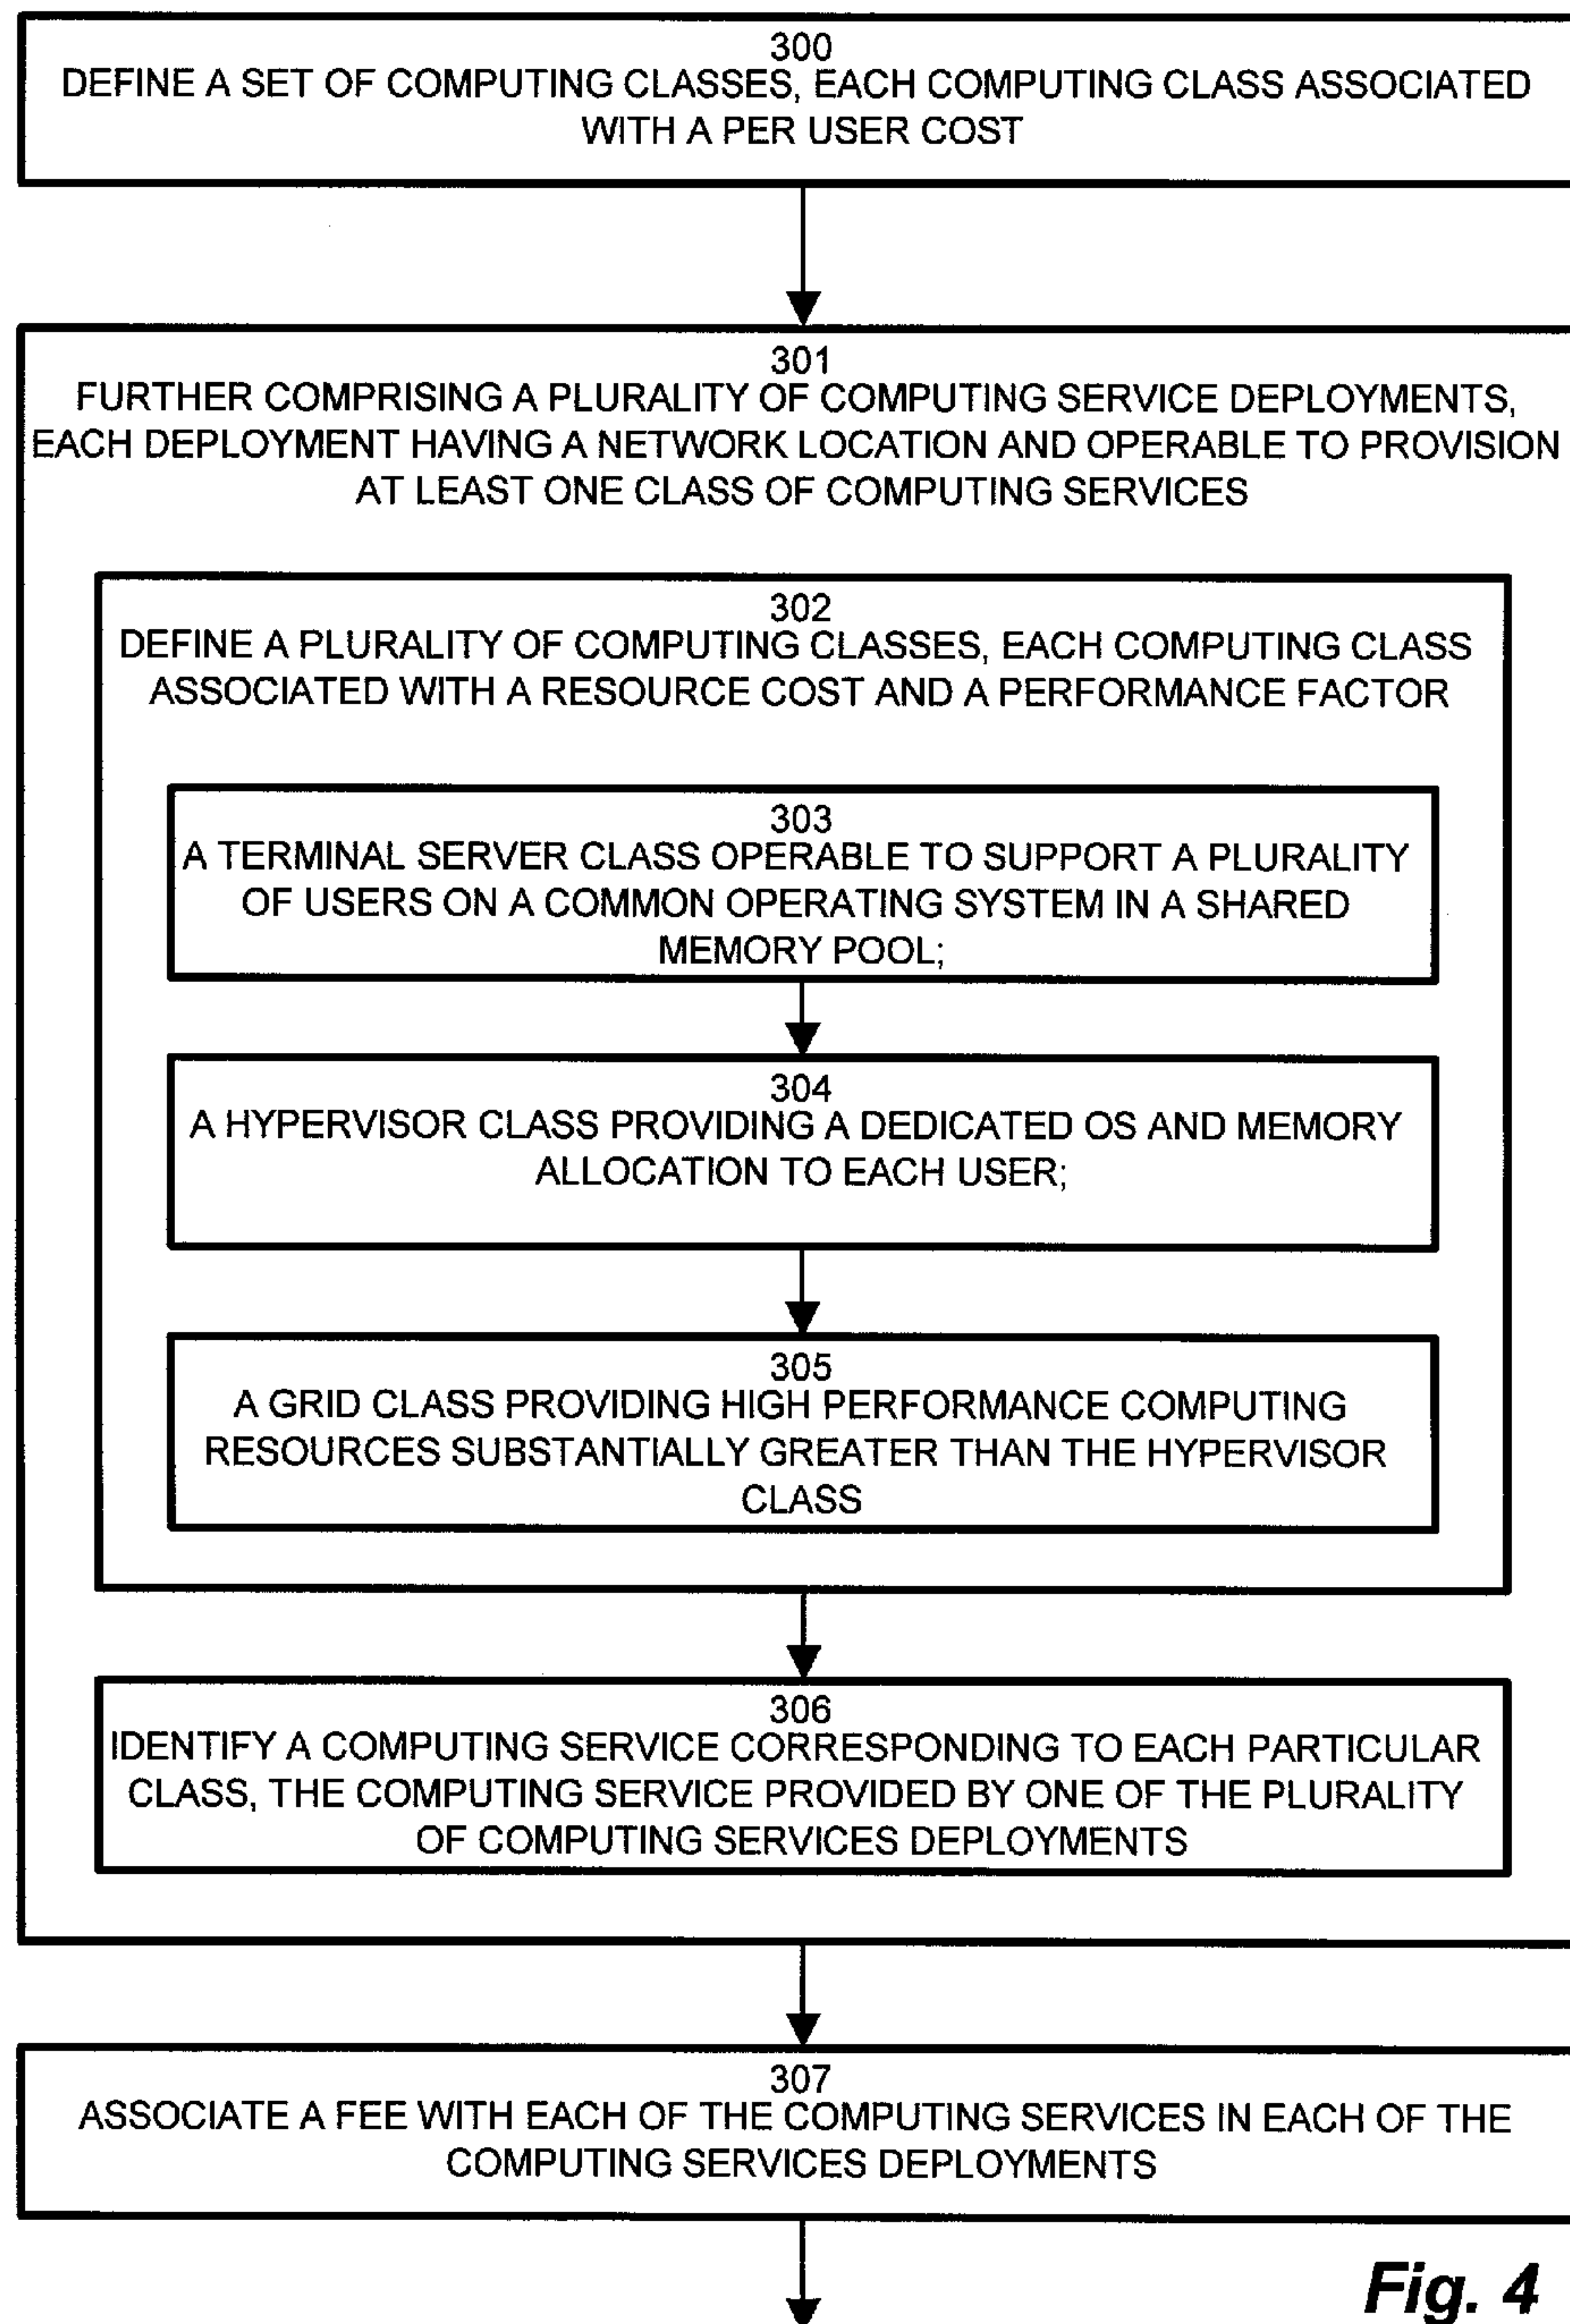 300
DEFINE A SET OF COMPUTING CLASSES, EACH COMPUTING CLASS ASSOCIATED
WITH A PER USER COST
301
FURTHER COMPRISING A PLURALITY OF COMPUTING SERVICE DEPLOYMENTS,
EACH DEPLOYMENT HAVING A NETWORK LOCATION AND OPERABLE TO PROVISION
AT LEAST ONE CLASS OF COMPUTING SERVICES
302
DEFINE A PLURALITY OF COMPUTING CLASSES, EACH COMPUTING CLASS
ASSOCIATED WITH A RESOURCE COST AND A PERFORMANCE FACTOR
303
A TERMINAL SERVER CLASS OPERABLE TO SUPPORT A PLURALITY
OF USERS ON A COMMON OPERATING SYSTEM IN A SHARED
MEMORY POOL;
304
A HYPERVISOR CLASS PROVIDING A DEDICATED OS AND MEMORY
ALLOCATION TO EACH USER;
305
A GRID CLASS PROVIDING HIGH PERFORMANCE COMPUTING
RESOURCES SUBSTANTIALLY GREATER THAN THE HYPERVISOR
CLASS
306
IDENTIFY A COMPUTING SERVICE CORRESPONDING TO EACH PARTICULAR
CLASS, THE COMPUTING SERVICE PROVIDED BY ONE OF THE PLURALITY
OF COMPUTING SERVICES DEPLOYMENTS
307
ASSOCIATE A FEE WITH EACH OF THE COMPUTING SERVICES IN EACH OF THE
COMPUTING SERVICES DEPLOYMENTS
Fig. 4